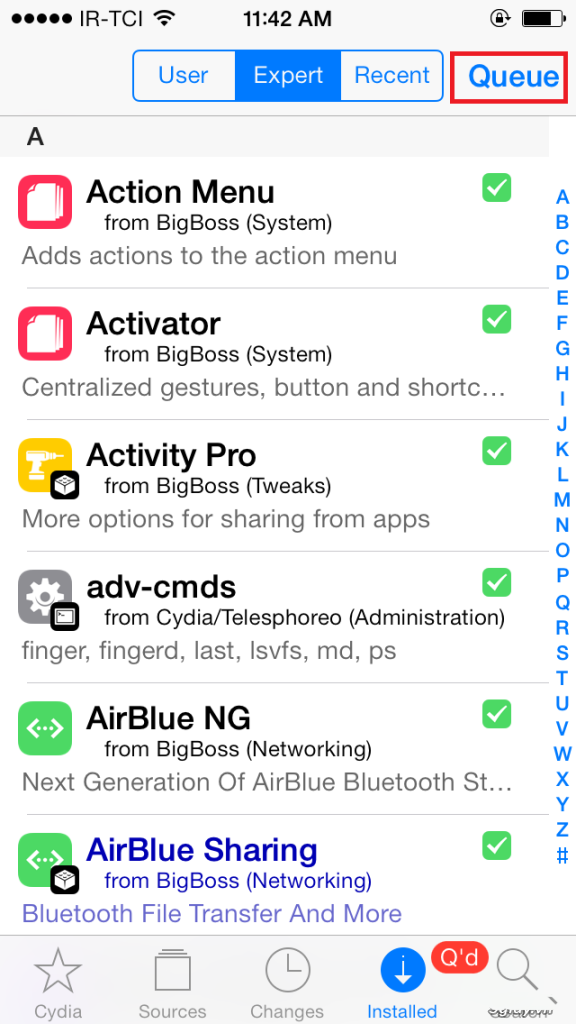 IR-TCI 11:42 AM
User Expert Recent Queue
A
Action Menu
from BigBoss (System)
Adds actions to the action menu
Activator
from BigBoss (System)
Centralized gestures, button and shortc...
Activity Pro
from BigBoss (Tweaks)
More options for sharing from apps
adv-cmds
from Cydia/Telesphoreo (Administration)
finger, fingerd, last, lsvfs, md, ps
AirBlue NG
from BigBoss (Networking)
Next Generation Of AirBlue Bluetooth St...
AirBlue Sharing
from BigBoss (Networking)
Bluetooth File Transfer And More
A
B
C
D
E
F
G
H
I
J
K
L
M
N
O
P
Q
R
S
T
U
V
W
X
Y
Z
#
Q'd
Cydia Sources Changes Installed